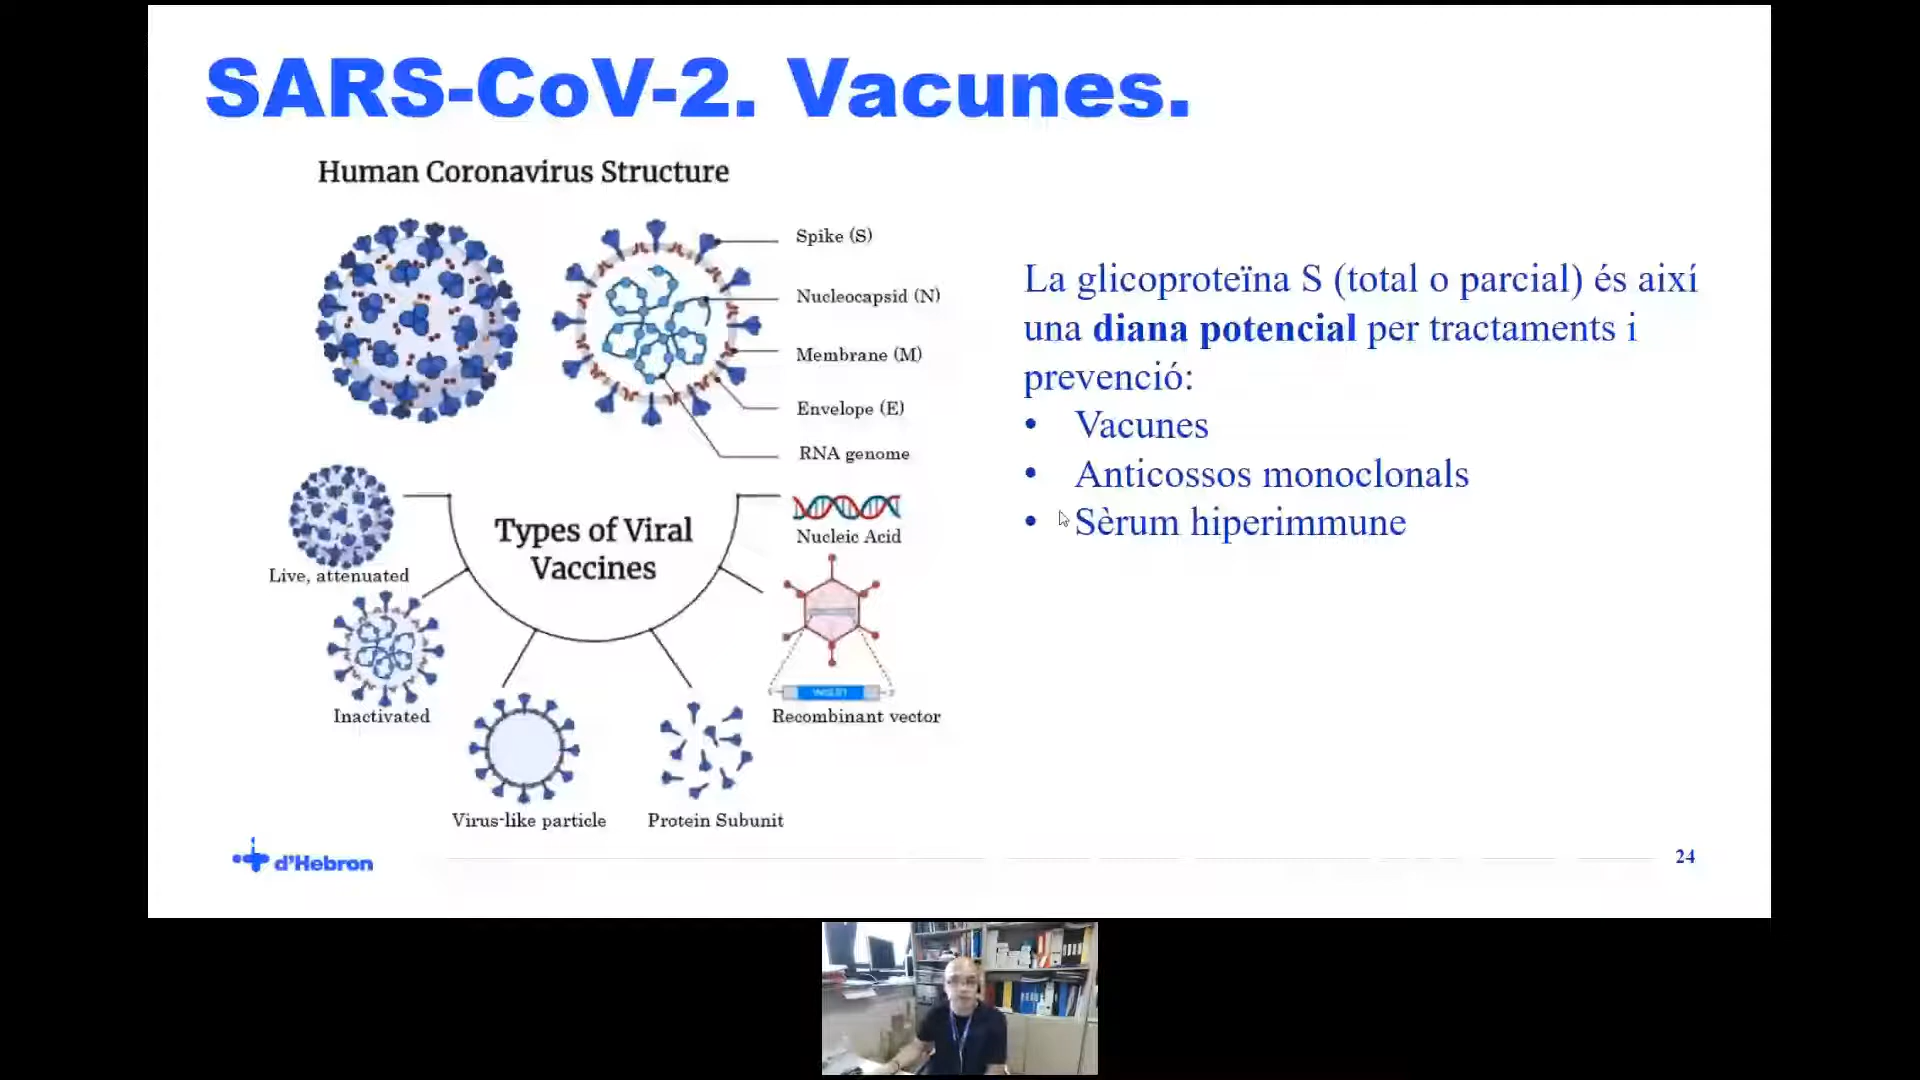 SARS-CoV-2. Vacunes.
Human Coronavirus Structure
Spike (S)
Nucleocapsid (N)
Membrane (M)
Envelope (E)
RNA genome
La glicoproteïna S (total o parcial) és així
una diana potencial per tractaments i
prevenció:
• Vacunes
• Anticossos monoclonals
• Sèrum hiperimmune
Types of Viral
Vaccines
Live, attenuated
Inactivated
Virus-like particle
Protein Subunit
Nucleic Acid
Recombinant vector
d'Hebron
24